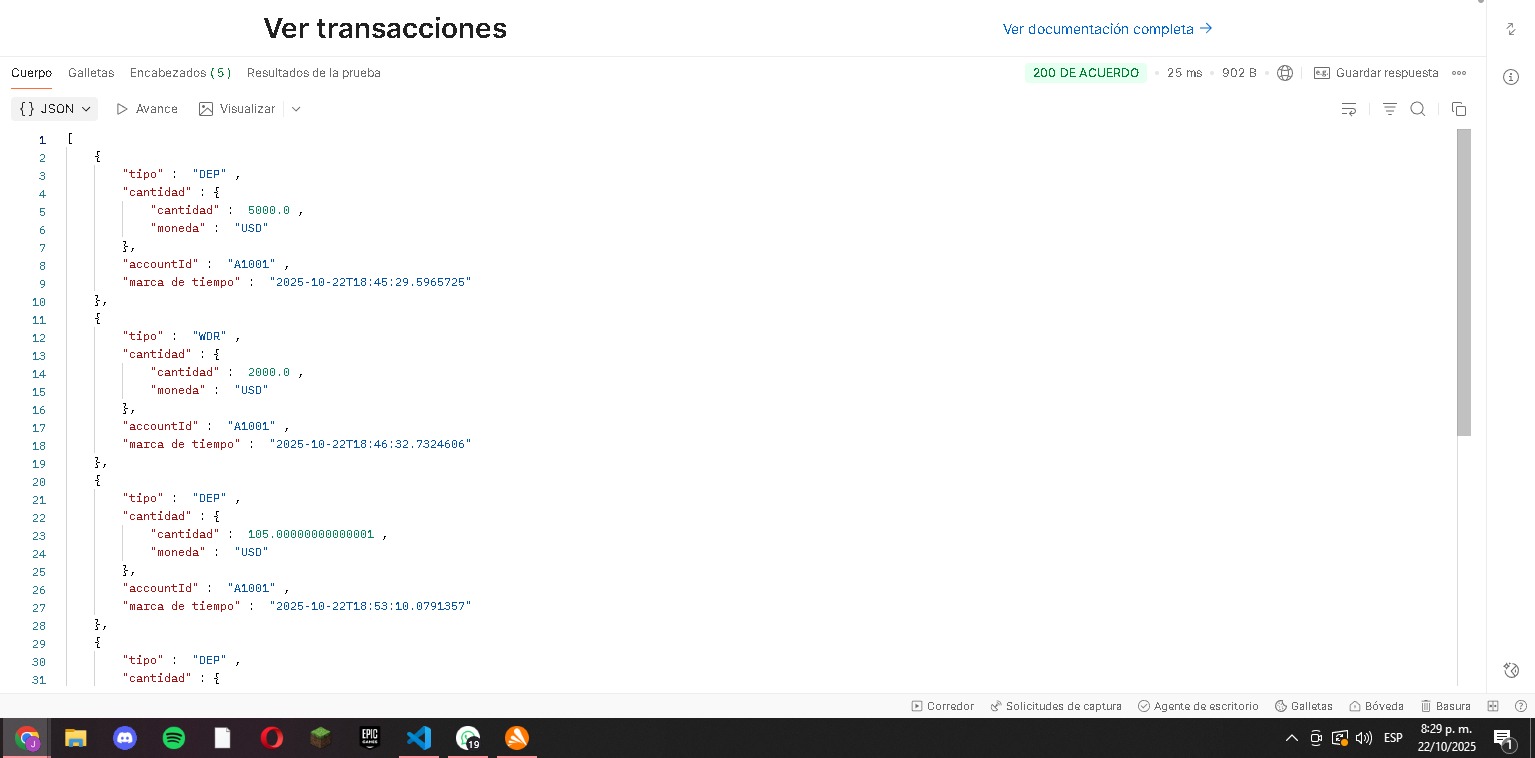 Ver transacciones
Ver documentación completa →
Cuerpo Galletas Encabezados ( 5 ) Resultados de la prueba
200 DE ACUERDO • 25 ms • 902 B Guardar respuesta
{} JSON Avance Visualizar
1 [
2 {
3 "tipo" : "DEP" ,
4 "cantidad" : {
5 "cantidad" : 5000.0 ,
6 "moneda" : "USD"
7 },
8 "accountId" : "A1001" ,
9 "marca de tiempo" : "2025-10-22T18:45:29.5965725"
10 },
11 {
12 "tipo" : "WDR" ,
13 "cantidad" : {
14 "cantidad" : 2000.0 ,
15 "moneda" : "USD"
16 },
17 "accountId" : "A1001" ,
18 "marca de tiempo" : "2025-10-22T18:46:32.7324606"
19 },
20 {
21 "tipo" : "DEP" ,
22 "cantidad" : {
23 "cantidad" : 105.00000000000001 ,
24 "moneda" : "USD"
25 },
26 "accountId" : "A1001" ,
27 "marca de tiempo" : "2025-10-22T18:53:10.0791357"
28 },
29 {
30 "tipo" : "DEP" ,
31 "cantidad" : {
Corredor Solicitudes de captura Agente de escritorio Galletas Bóveda Basura
J EPIC GAMES 19 ESP 8:29 p. m. 1
22/10/2025